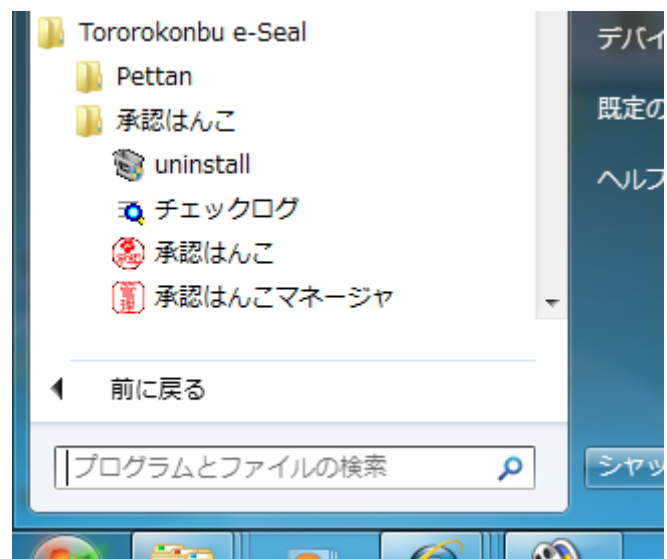 Tororokonbu e-Seal
Pettan
承認はんこ
uninstall
チェックログ
承認はんこ
承認はんこマネージャ
前に戻る
プログラムとファイルの検索
デバイ
既定の
ヘルプ
シャッ